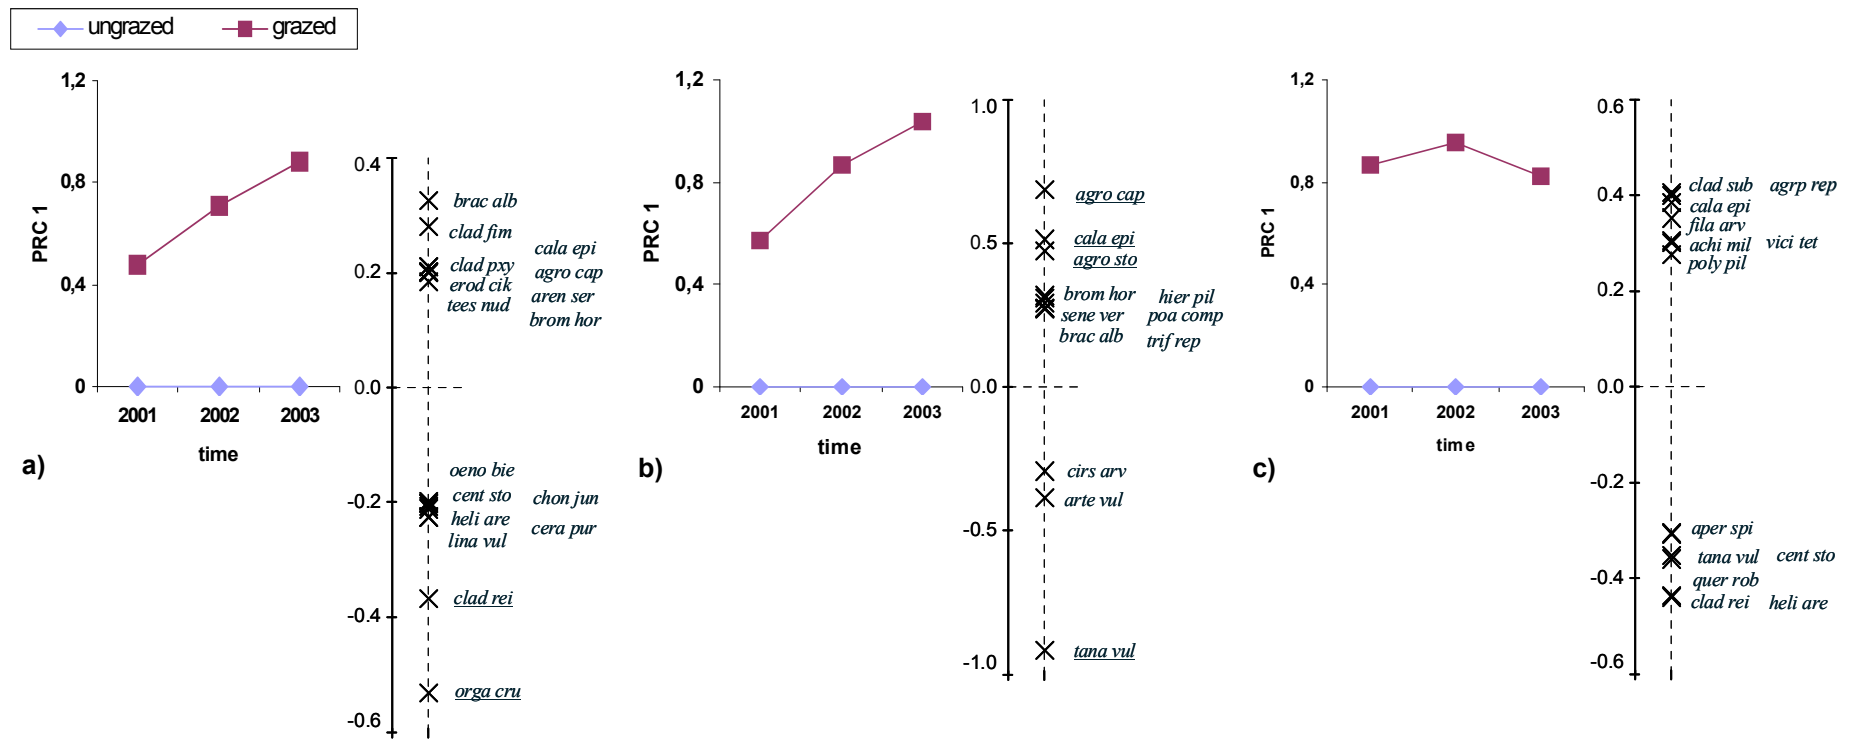 ungrazed grazed
1,2
0,8
0,4
0
PRC 1
2001 2002 2003
time
a)
0.4
0.2
0.0
-0.2
-0.4
-0.6
brac alb
clad fim
cala epi
clad pxy agro cap
erod cik aren ser
tees nud brom hor
oeno bie
cent sto chon jun
heli are cera pur
lina vul
clad rei
orga cru
1,2
0,8
0,4
0
PRC 1
2001 2002 2003
time
b)
1.0
0.5
0.0
-0.5
-1.0
agro cap
cala epi
agro sto
brom hor hier pil
sene ver poa comp
brac alb trif rep
cirs arv
arte vul
tana vul
1,2
0,8
0,4
0
PRC 1
2001 2002 2003
time
c)
0.6
0.4
0.2
0.0
-0.2
-0.4
-0.6
clad sub agrp rep
cala epi
fila arv
achi mil vici tet
poly pil
aper spi
tana vul cent sto
quer rob
clad rei heli are